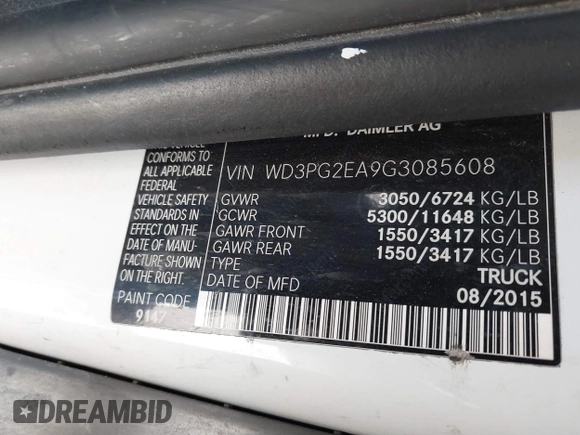 MFD. DAIMLER AG
CONFORMS TO
ALL APPLICABLE
FEDERAL
VEHICLE SAFETY
STANDARDS IN
EFFECT ON THE
DATE OF MANU-
FACTURE SHOWN
ON THE RIGHT.
PAINT CODE
9147
VIN WD3PG2EA9G3085608
GVWR 3050/6724 KG/LB
GCWR 5300/11648 KG/LB
GAWR FRONT 1550/3417 KG/LB
GAWR REAR 1550/3417 KG/LB
TYPE TRUCK
DATE OF MFD 08/2015
DREAMBID